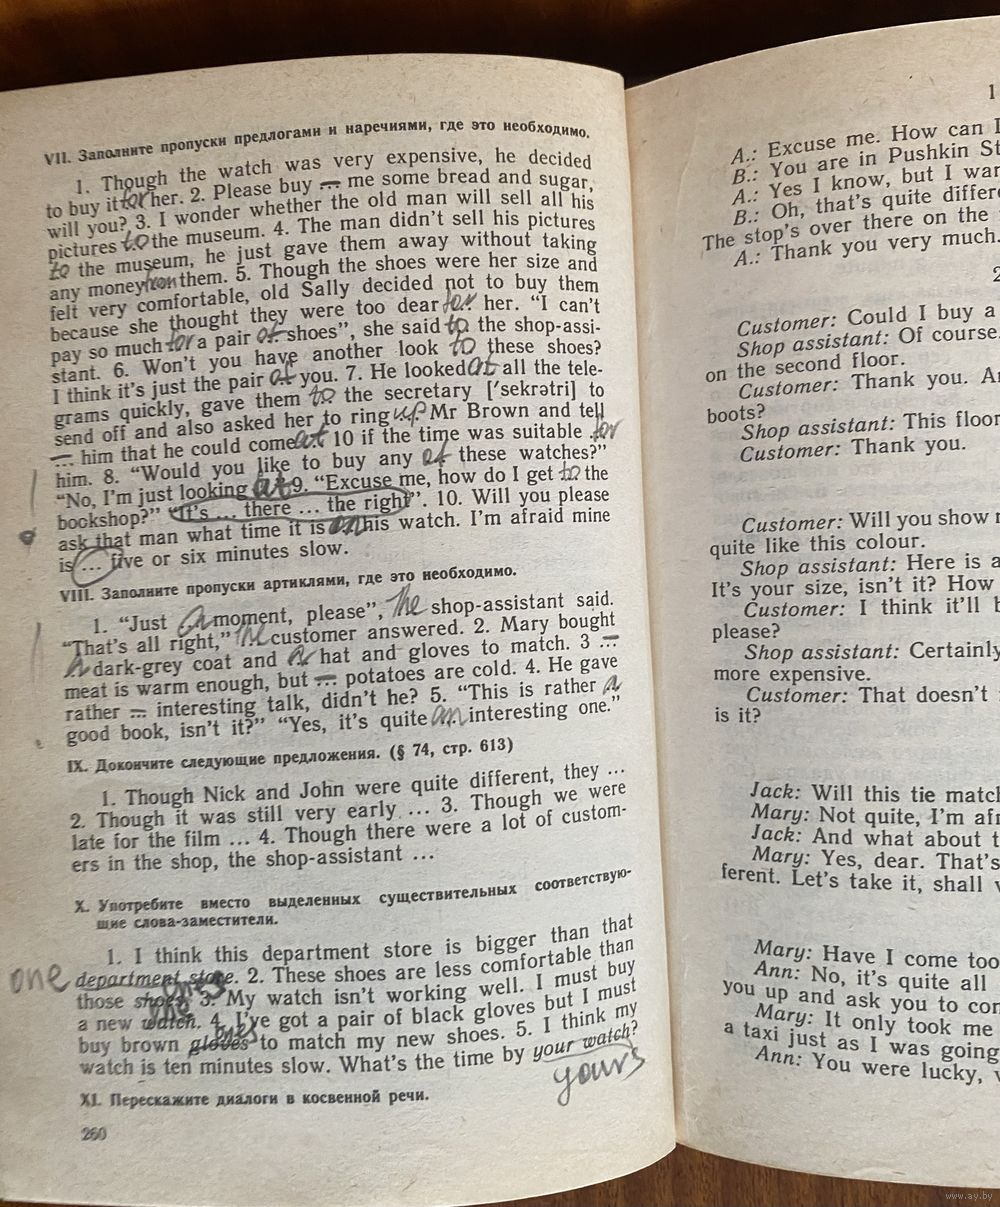 VII. Заполните пропуски предлогами и наречиями, где это необходимо.
1. Though the watch was very expensive, he decided
to buy it for her. 2. Please buy ... me some bread and sugar,
will you? 3. I wonder whether the old man will sell all his
pictures to the museum. 4. The man didn't sell his pictures
to the museum, he just gave them away without taking
any money from them. 5. Though the shoes were her size and
felt very comfortable, old Sally decided not to buy them
because she thought they were too dear for her. "I can't
pay so much for a pair of shoes", she said to the shop-assi-
stant. 6. Won't you have another look to these shoes?
I think it's just the pair of you. 7. He looked at all the tele-
grams quickly, gave them to the secretary ['sekrətri] to
send off and also asked her to ring up Mr Brown and tell
... him that he could come at 10 if the time was suitable for
him. 8. "Would you like to buy any of these watches?"
"No, I'm just looking at 9. "Excuse me, how do I get to the
bookshop?" "It's ... there ... the right". 10. Will you please
ask that man what time it is on his watch. I'm afraid mine
is ... five or six minutes slow.
VIII. Заполните пропуски артиклями, где это необходимо.
1. "Just a moment, please", The shop-assistant said.
"That's all right," The customer answered. 2. Mary bought
a dark-grey coat and a hat and gloves to match. 3 ...
meat is warm enough, but ... potatoes are cold. 4. He gave
rather ... interesting talk, didn't he? 5. "This is rather a
good book, isn't it?" "Yes, it's quite an interesting one."
IX. Докончите следующие предложения. (§ 74, стр. 613)
1. Though Nick and John were quite different, they ...
2. Though it was still very early ... 3. Though we were
late for the film ... 4. Though there were a lot of custom-
ers in the shop, the shop-assistant ...
X. Употребите вместо выделенных существительных соответствую-
щие слова-заместители.
1. I think this department store is bigger than that
one department store. 2. These shoes are less comfortable than
ones
those shoes. 3. My watch isn't working well. I must buy
one
a new watch. 4. I've got a pair of black gloves but I must
ones
buy brown gloves to match my new shoes. 5. I think my
watch is ten minutes slow. What's the time by your watch?
yours
XI. Перескажите диалоги в косвенной речи.
260
1
A.: Excuse me. How can I
B.: You are in Pushkin St
A.: Yes I know, but I wan
B.: Oh, that's quite differe
The stop's over there on the
A.: Thank you very much.
2
Customer: Could I buy a
Shop assistant: Of course.
on the second floor.
Customer: Thank you. An
boots?
Shop assistant: This floor
Customer: Thank you.
Customer: Will you show
quite like this colour.
Shop assistant: Here is a
It's your size, isn't it? How
Customer: I think it'll
please?
Shop assistant: Certainly
more expensive.
Customer: That doesn't
is it?
Jack: Will this tie match
Mary: Not quite, I'm afr
Jack: And what about t
Mary: Yes, dear. That's
ferent. Let's take it, shall
Mary: Have I come too
Ann: No, it's quite all
you up and ask you to com
Mary: It only took me
a taxi just as I was going
Ann: You were lucky,
www.ay.by